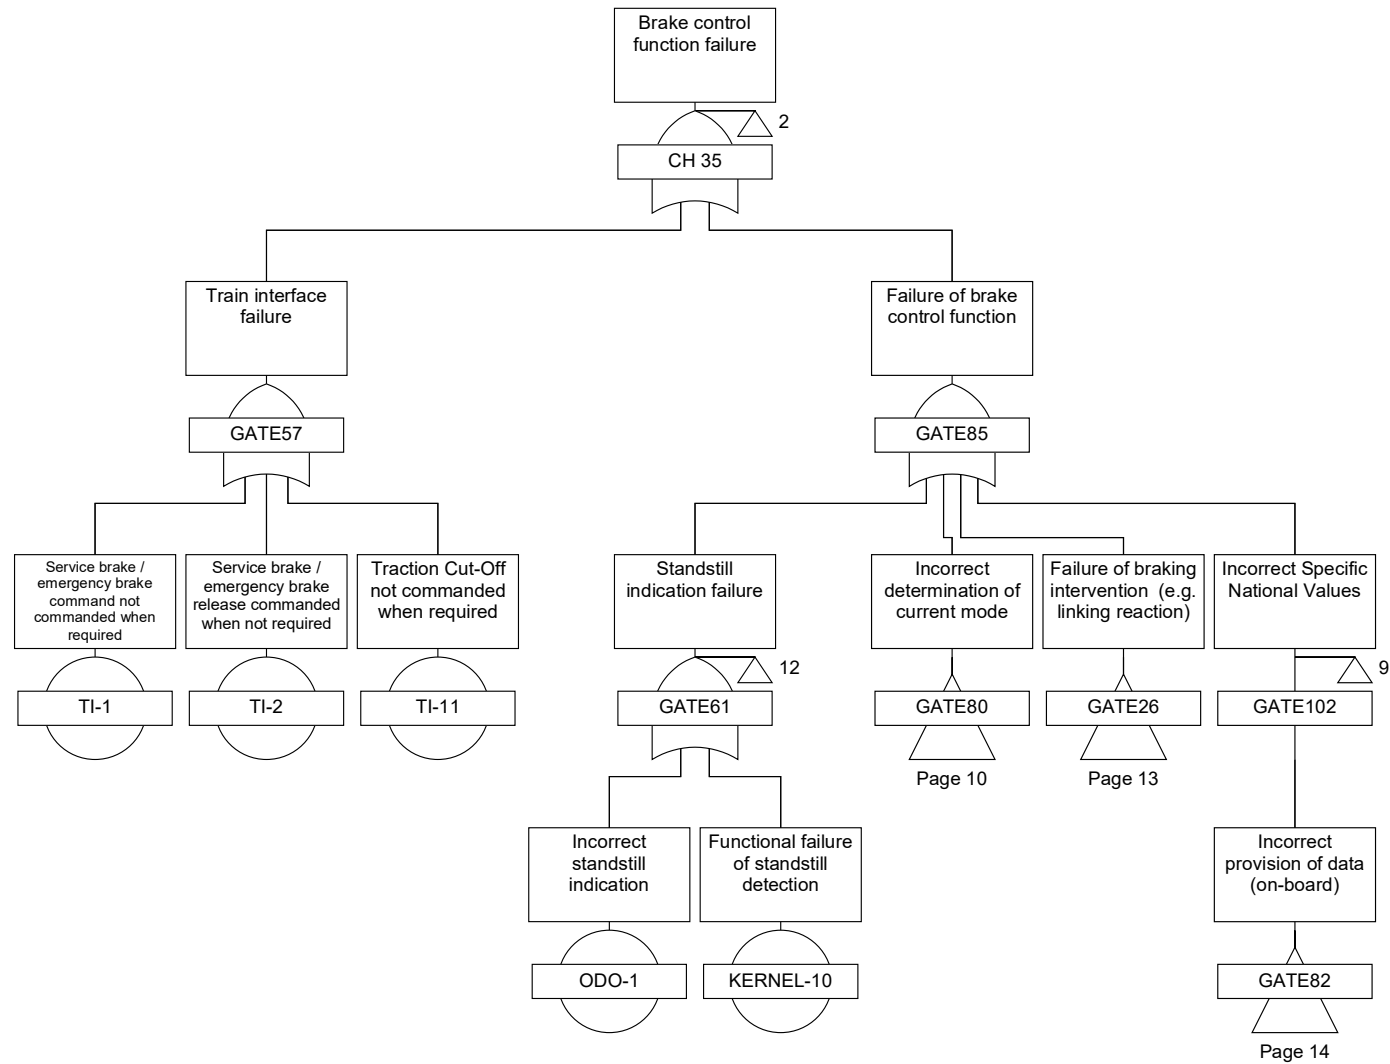 Brake control
function failure
2
CH 35
Train interface
failure
Failure of brake
control function
GATE57
GATE85
Service brake /
emergency brake
command not
commanded when
required
Service brake /
emergency brake
release commanded
when not required
Traction Cut-Off
not commanded
when required
Standstill
indication failure
Incorrect
determination of
current mode
Failure of braking
intervention (e.g.
linking reaction)
Incorrect Specific
National Values
12
9
TI-1
TI-2
TI-11
GATE61
GATE80
GATE26
GATE102
Page 10
Page 13
Incorrect
standstill
indication
Functional failure
of standstill
detection
Incorrect
provision of data
(on-board)
ODO-1
KERNEL-10
GATE82
Page 14